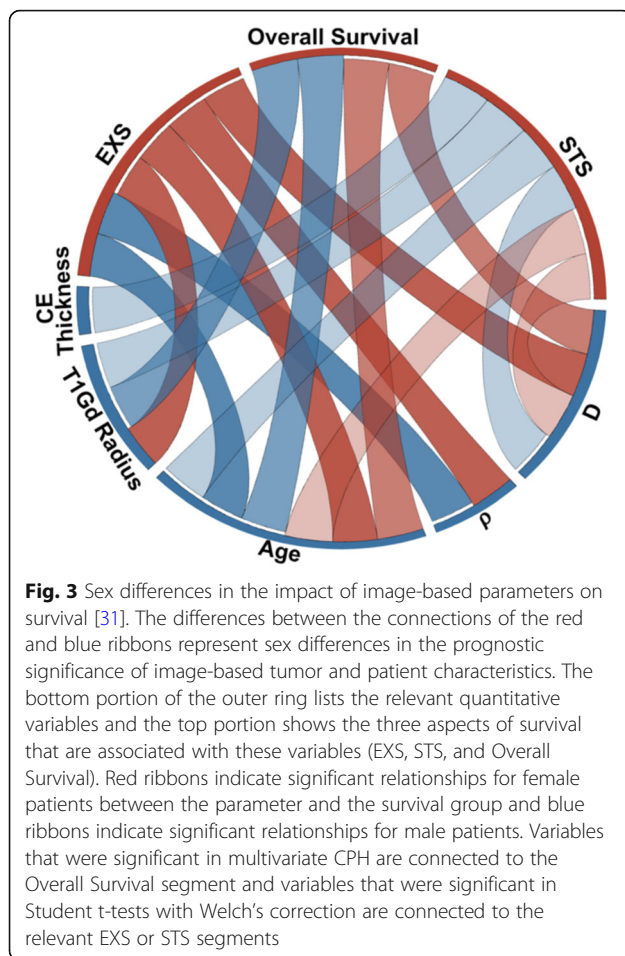 Overall Survival
EXS
STS
CE
Thickness
T1Gd Radius
D
ρ
Age
Fig. 3 Sex differences in the impact of image-based parameters on
survival [31]. The differences between the connections of the red
and blue ribbons represent sex differences in the prognostic
significance of image-based tumor and patient characteristics. The
bottom portion of the outer ring lists the relevant quantitative
variables and the top portion shows the three aspects of survival
that are associated with these variables (EXS, STS, and Overall
Survival). Red ribbons indicate significant relationships for female
patients between the parameter and the survival group and blue
ribbons indicate significant relationships for male patients. Variables
that were significant in multivariate CPH are connected to the
Overall Survival segment and variables that were significant in
Student t-tests with Welch's correction are connected to the
relevant EXS or STS segments